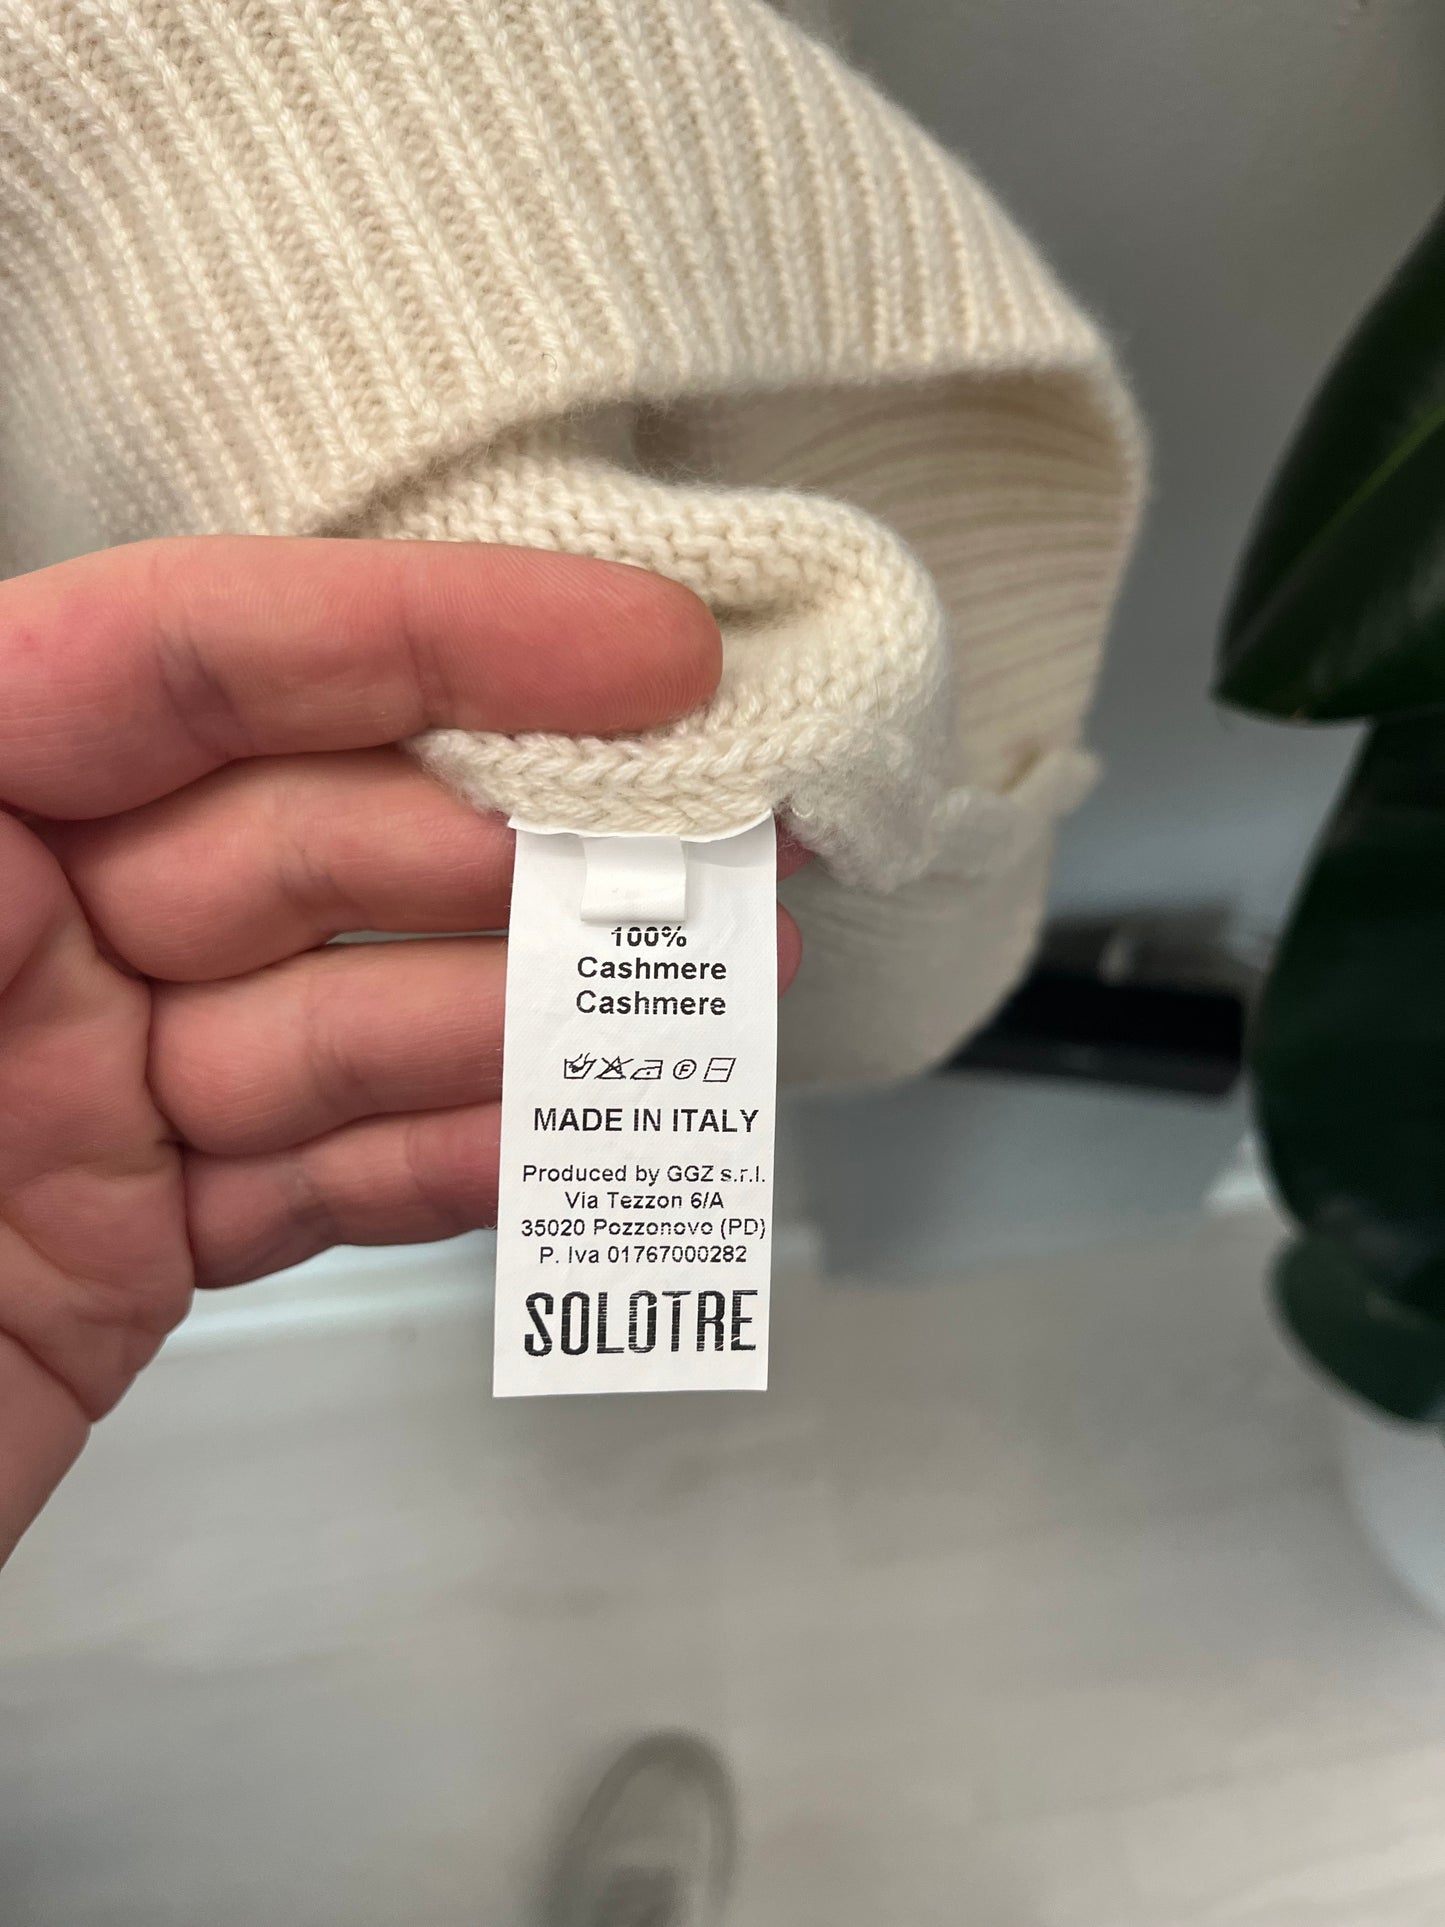 100%
Cashmere
Cashmere
MADE IN ITALY
Produced by GGZ s.r.l.
Via Tezzon 6/A
35020 Pozzonovo (PD)
P. Iva 01767000282
SOLOTRE